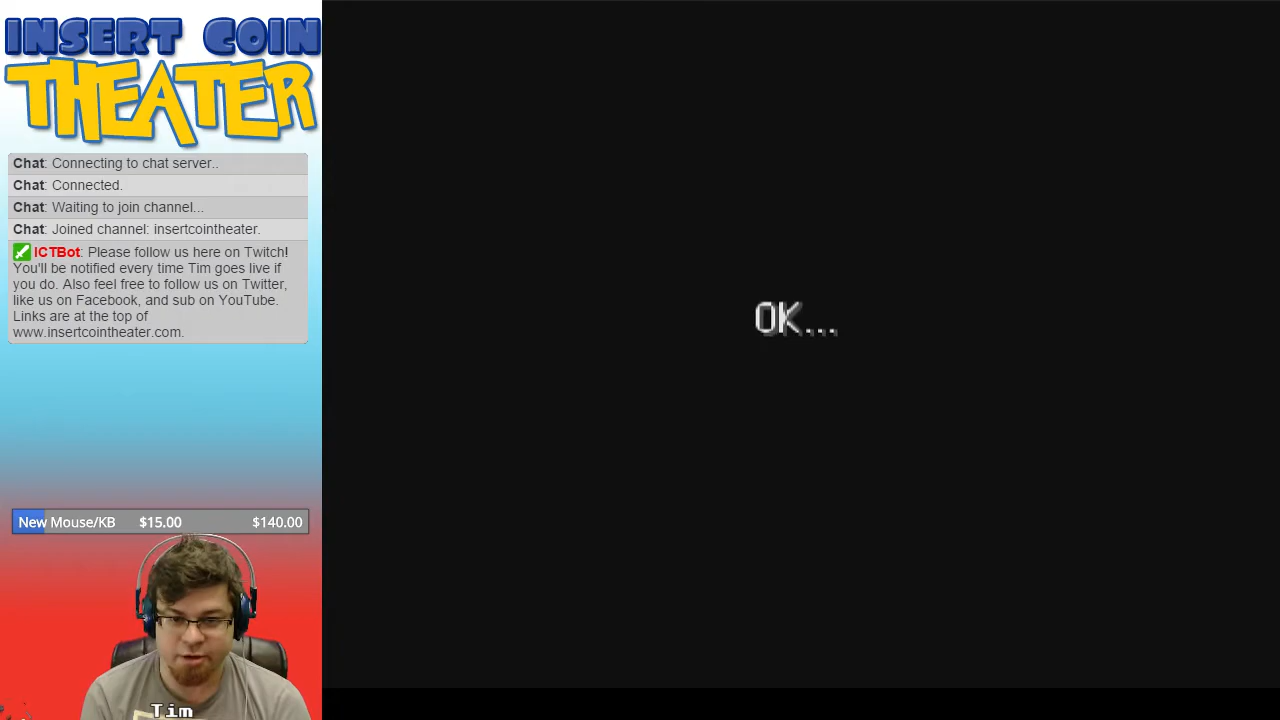 INSERT COIN
THEATER
Chat: Connecting to chat server..
Chat: Connected.
Chat: Waiting to join channel...
Chat: Joined channel: insertcointheater.
ICTBot: Please follow us here on Twitch!
You'll be notified every time Tim goes live if
you do. Also feel free to follow us on Twitter,
like us on Facebook, and sub on YouTube.
Links are at the top of
www.insertcointheater.com.
OK...
New Mouse/KB $15.00 $140.00
Tim